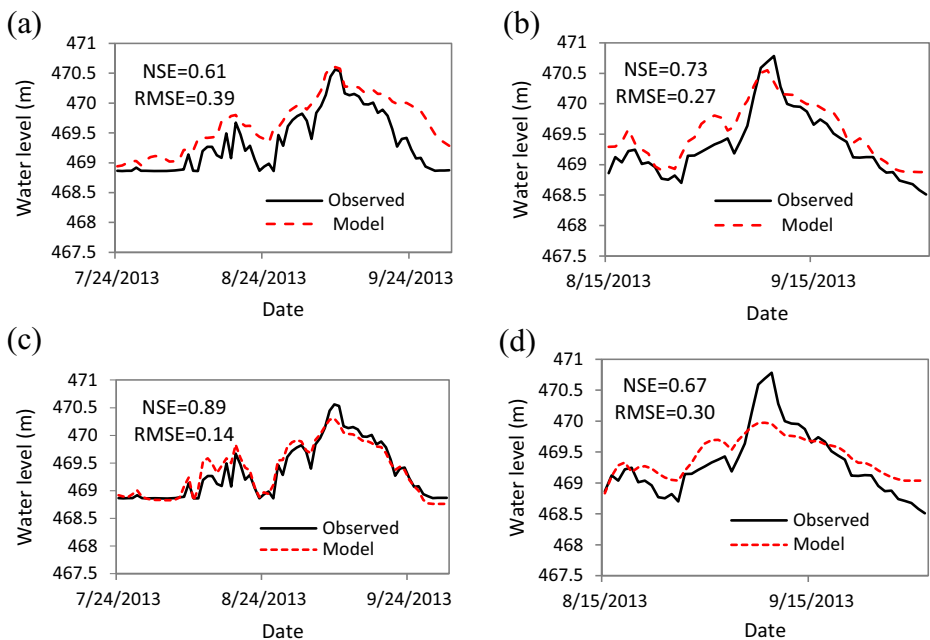 (a)
Water level (m)
471
470.5
470
469.5
469
468.5
468
467.5
NSE=0.61
RMSE=0.39
Observed
Model
7/24/2013
8/24/2013
9/24/2013
Date
(b)
Water level (m)
471
470.5
470
469.5
469
468.5
468
467.5
NSE=0.73
RMSE=0.27
Observed
Model
8/15/2013
9/15/2013
Date
(c)
Water level (m)
471
470.5
470
469.5
469
468.5
468
467.5
NSE=0.89
RMSE=0.14
Observed
Model
7/24/2013
8/24/2013
9/24/2013
Date
(d)
Water level (m)
471
470.5
470
469.5
469
468.5
468
467.5
NSE=0.67
RMSE=0.30
Observed
Model
8/15/2013
9/15/2013
Date